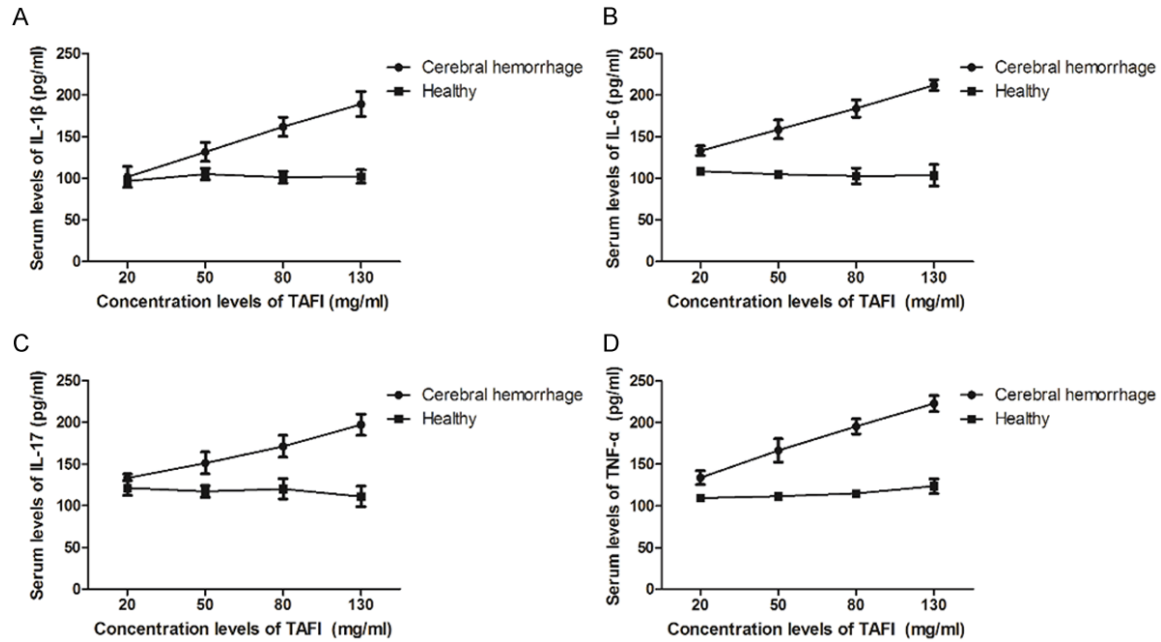 A
Serum levels of IL-1β (pg/ml)
250
200
150
100
50
0
20 50 80 130
Concentration levels of TAFI (mg/ml)
Cerebral hemorrhage
Healthy
B
Serum levels of IL-6 (pg/ml)
250
200
150
100
50
0
20 50 80 130
Concentration levels of TAFI (mg/ml)
Cerebral hemorrhage
Healthy
C
Serum levels of IL-17 (pg/ml)
250
200
150
100
50
0
20 50 80 130
Concentration levels of TAFI (mg/ml)
Cerebral hemorrhage
Healthy
D
Serum levels of TNF-α (pg/ml)
250
200
150
100
50
0
20 50 80 130
Concentration levels of TAFI (mg/ml)
Cerebral hemorrhage
Healthy